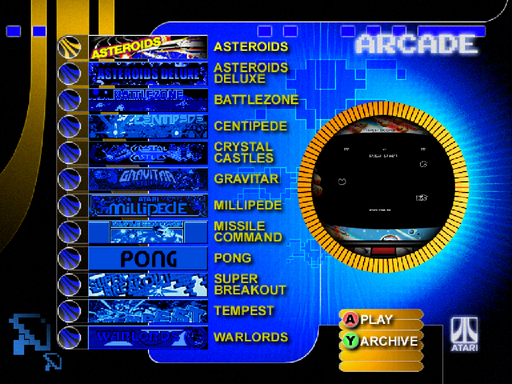 ARCADE
ASTEROIDS ASTEROIDS
ASTEROIDS DELUXE ASTEROIDS
DELUXE
BATTLEZONE BATTLEZONE
CENTIPEDE CENTIPEDE
CRYSTAL CASTLES CRYSTAL
CASTLES
GRAVITAR GRAVITAR
MILLIPEDE MILLIPEDE
MISSILE
COMMAND
PONG PONG
SUPER
BREAKOUT
TEMPEST
WARLORDS WARLORDS
A PLAY
Y ARCHIVE
ATARI